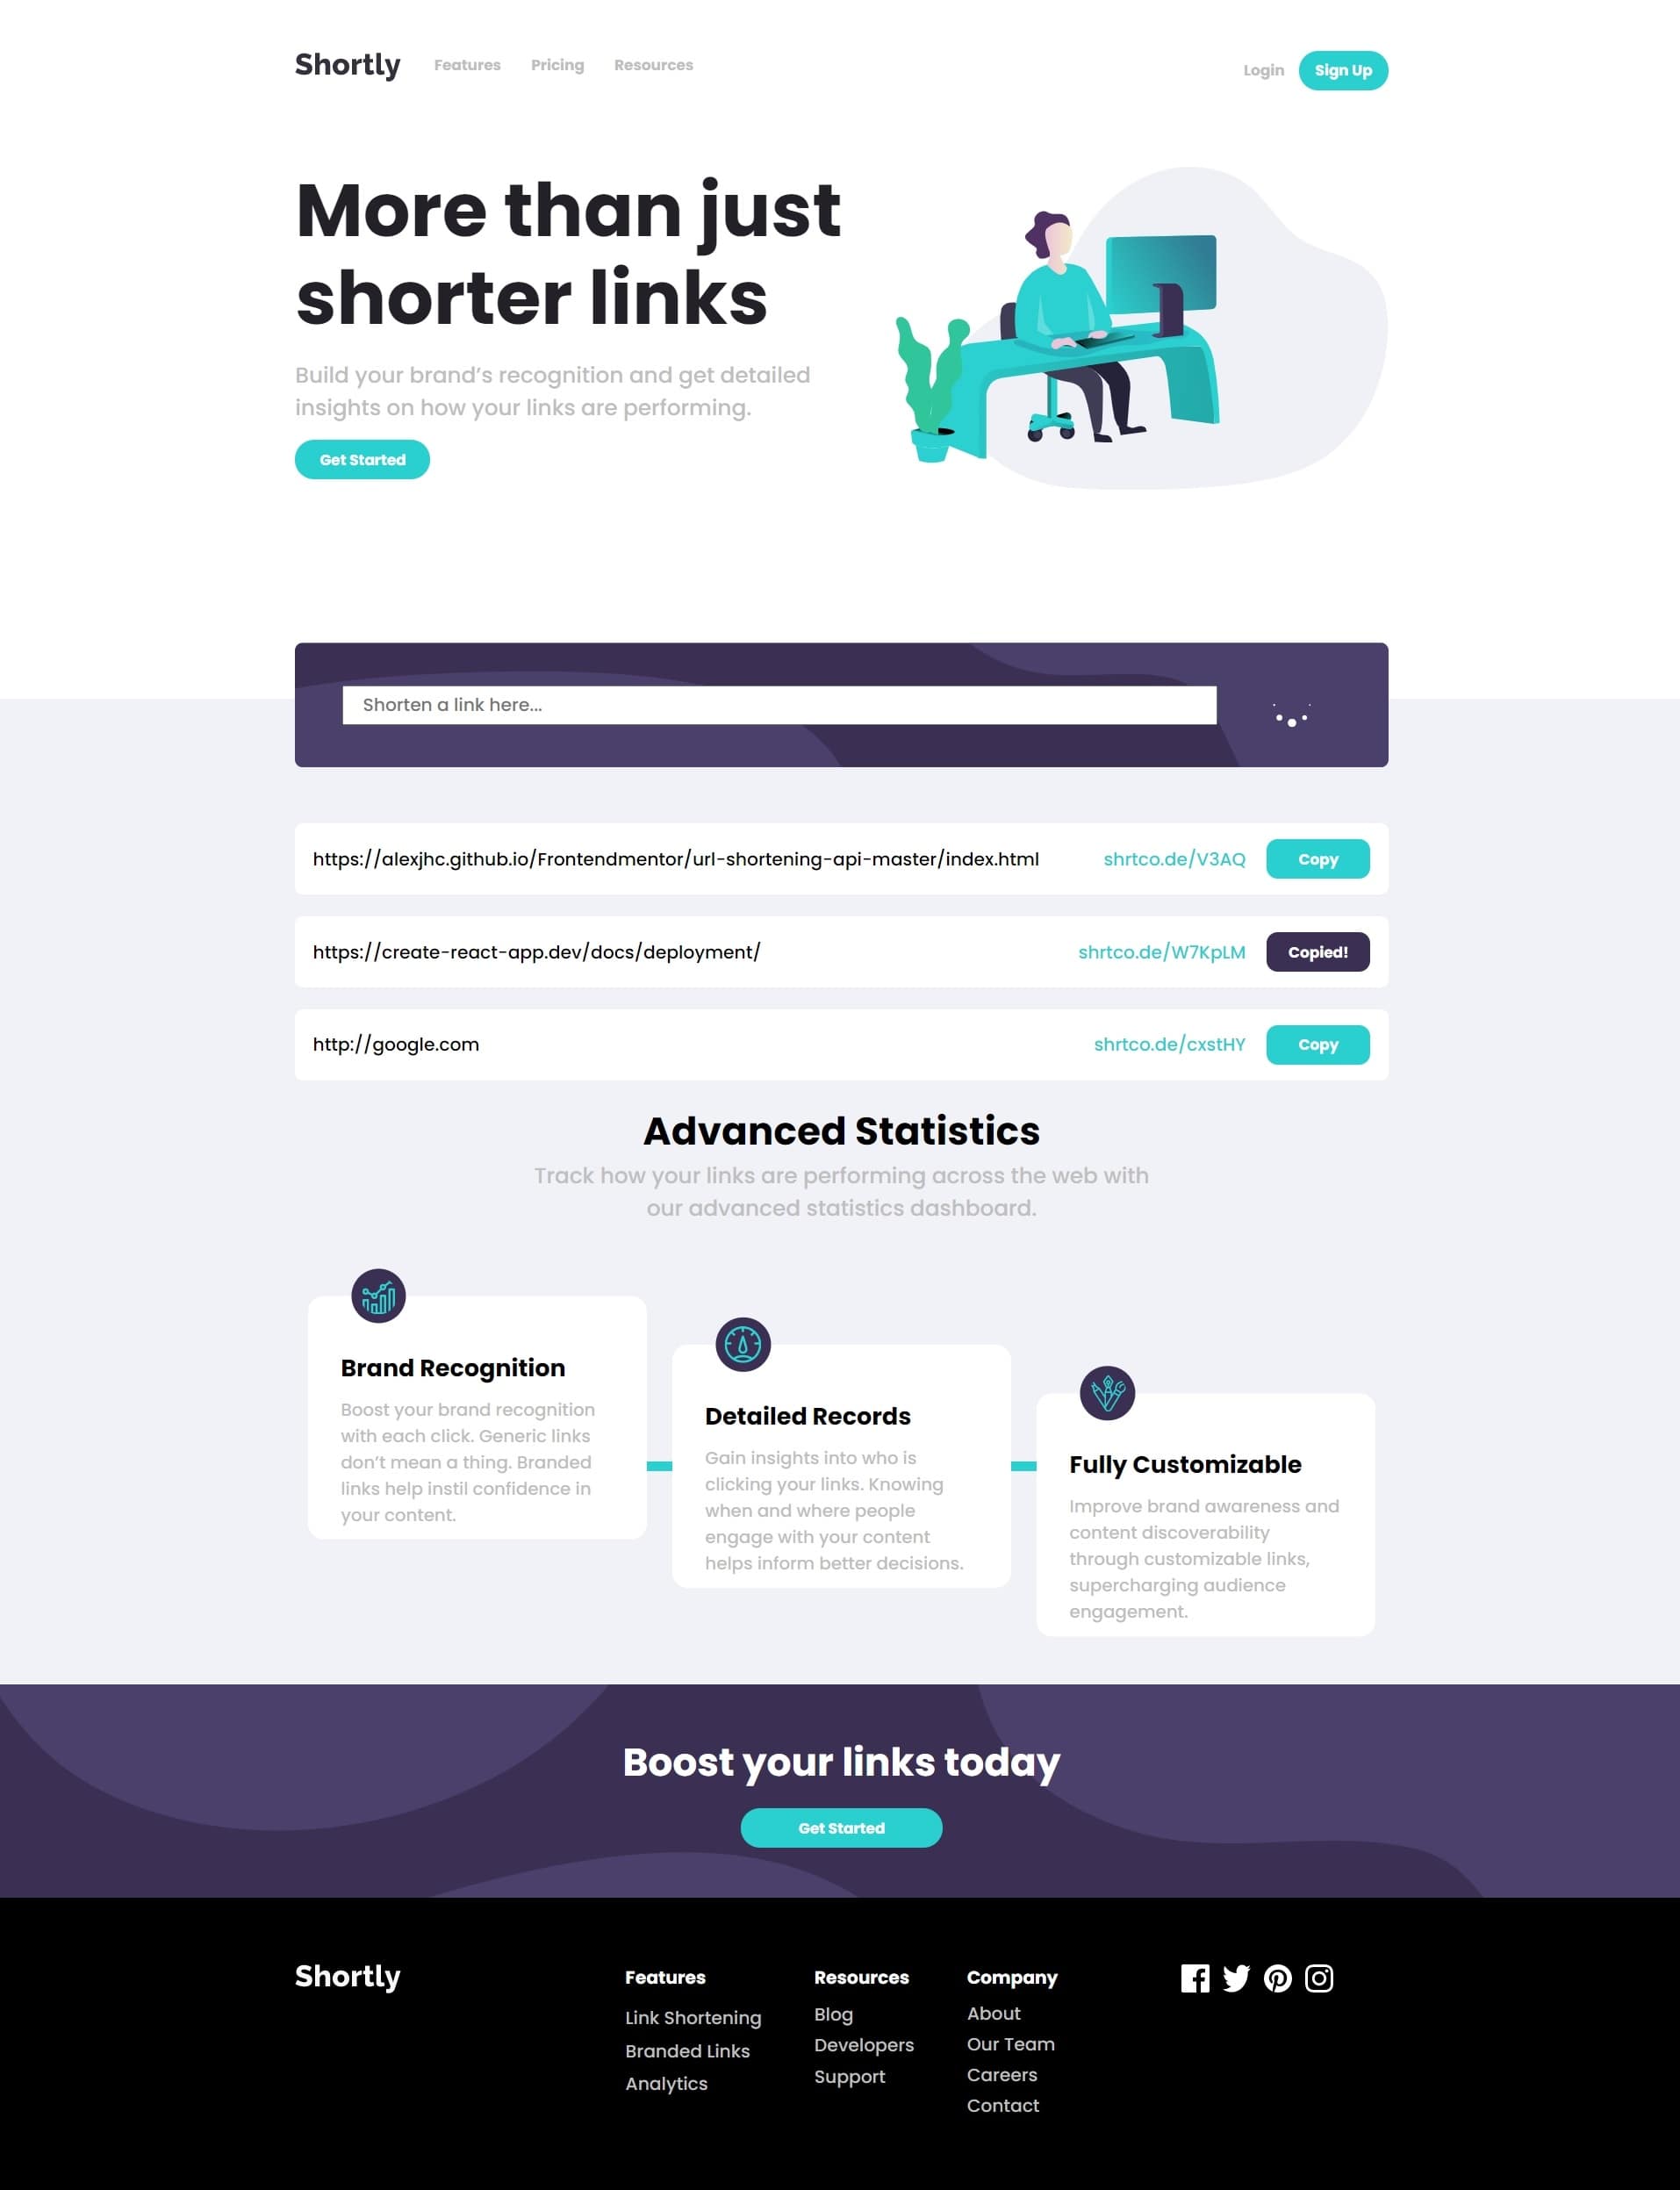 Shortly
Features
Pricing
Resources
Login
Sign Up
More than just
shorter links
Build your brand’s recognition and get detailed
insights on how your links are performing.
Get Started
Shorten a link here...
https://alexjhc.github.io/Frontendmentor/url-shortening-api-master/index.html
shrtco.de/V3AQ
Copy
https://create-react-app.dev/docs/deployment/
shrtco.de/W7KpLM
Copied!
http://google.com
shrtco.de/cxstHY
Copy
Advanced Statistics
Track how your links are performing across the web with
our advanced statistics dashboard.
Brand Recognition
Boost your brand recognition
with each click. Generic links
don’t mean a thing. Branded
links help instil confidence in
your content.
Detailed Records
Gain insights into who is
clicking your links. Knowing
when and where people
engage with your content
helps inform better decisions.
Fully Customizable
Improve brand awareness and
content discoverability
through customizable links,
supercharging audience
engagement.
Boost your links today
Get Started
Shortly
Features
Link Shortening
Branded Links
Analytics
Resources
Blog
Developers
Support
Company
About
Our Team
Careers
Contact